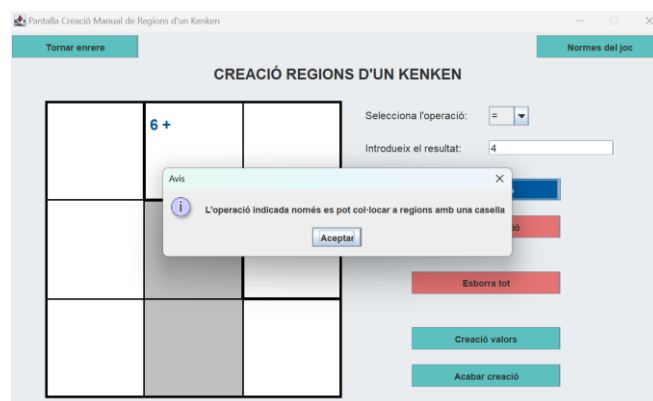 Pantalla Creació Manual de Regions d'un Kenken
Tornar enrere
Normes del joc
CREACIÓ REGIONS D'UN KENKEN
6 +
Selecciona l'operació:
=
Introdueix el resultat:
4
Avis
L'operació indicada només es pot col·locar a regions amb una casella
Aceptar
Esborra tot
Creació valors
Acabar creació